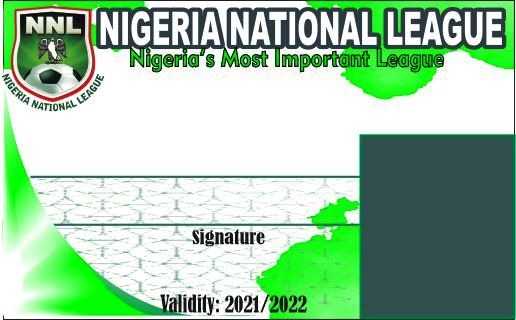 NNL
NIGERIA NATIONAL LEAGUE
NIGERIA NATIONAL LEAGUE
Nigeria's Most Important League
Signature
Validity: 2021/2022